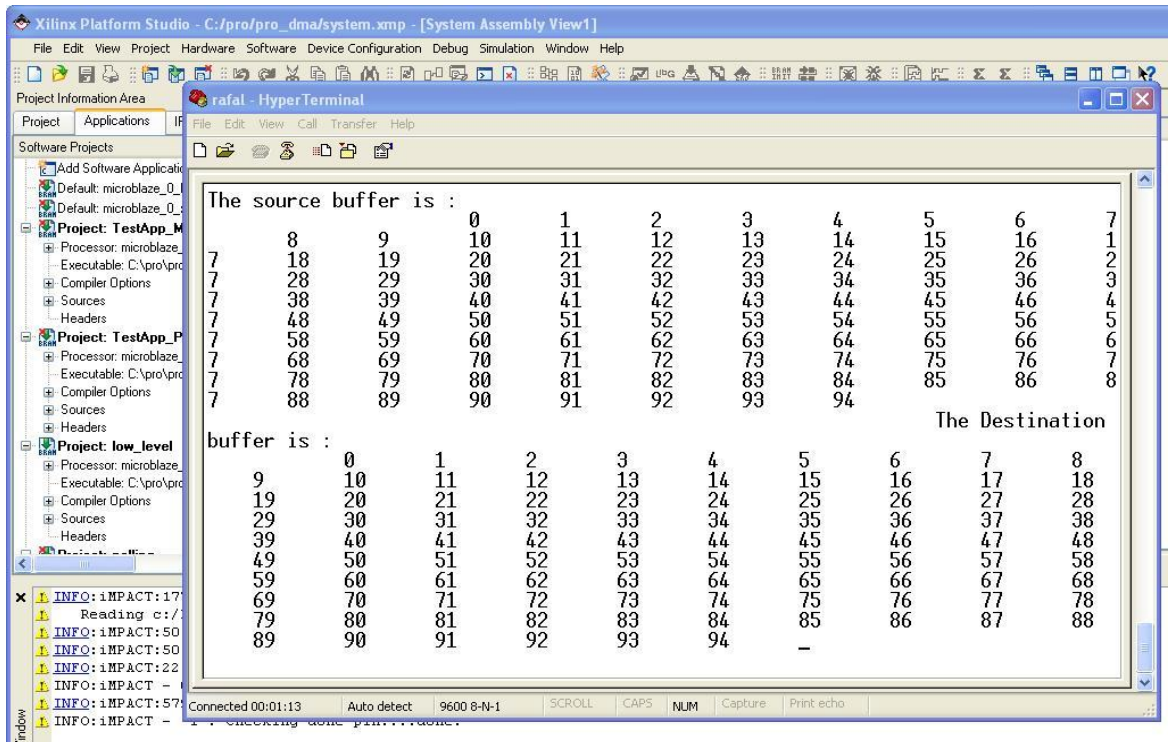 Xilinx Platform Studio - C:/pro/pro_dma/system.xmp - [System Assembly View1]
File Edit View Project Hardware Software Device Configuration Debug Simulation Window Help
Project Information Area
Project Applications
Software Projects
Add Software Applicatio
Default: microblaze_0_
Default: microblaze_0_
Project: TestApp_M
Processor: microblaze_
Executable: C:\pro\pro
Compiler Options
Sources
Headers
Project: TestApp_P
Processor: microblaze_
Executable: C:\pro\pro
Compiler Options
Sources
Headers
Project: low_level
Processor: microblaze_
Executable: C:\pro\pro
Compiler Options
Sources
Headers
rafal - HyperTerminal
File Edit View Call Transfer Help
The source buffer is :
0 1 2 3 4 5 6 7
8 9 10 11 12 13 14 15 16 1
7 18 19 20 21 22 23 24 25 26 2
7 28 29 30 31 32 33 34 35 36 3
7 38 39 40 41 42 43 44 45 46 4
7 48 49 50 51 52 53 54 55 56 5
7 58 59 60 61 62 63 64 65 66 6
7 68 69 70 71 72 73 74 75 76 7
7 78 79 80 81 82 83 84 85 86 8
7 88 89 90 91 92 93 94
The Destination
buffer is :
0 1 2 3 4 5 6 7 8
9 10 11 12 13 14 15 16 17 18
19 20 21 22 23 24 25 26 27 28
29 30 31 32 33 34 35 36 37 38
39 40 41 42 43 44 45 46 47 48
49 50 51 52 53 54 55 56 57 58
59 60 61 62 63 64 65 66 67 68
69 70 71 72 73 74 75 76 77 78
79 80 81 82 83 84 85 86 87 88
89 90 91 92 93 94 _
Connected 00:01:13 Auto detect 9600 8-N-1 SCROLL CAPS NUM Capture Print echo
INFO:iMPACT:17
Reading c:/
INFO:iMPACT:50
INFO:iMPACT:50
INFO:iMPACT:22
INFO:iMPACT -
INFO:iMPACT:57
INFO:iMPACT -